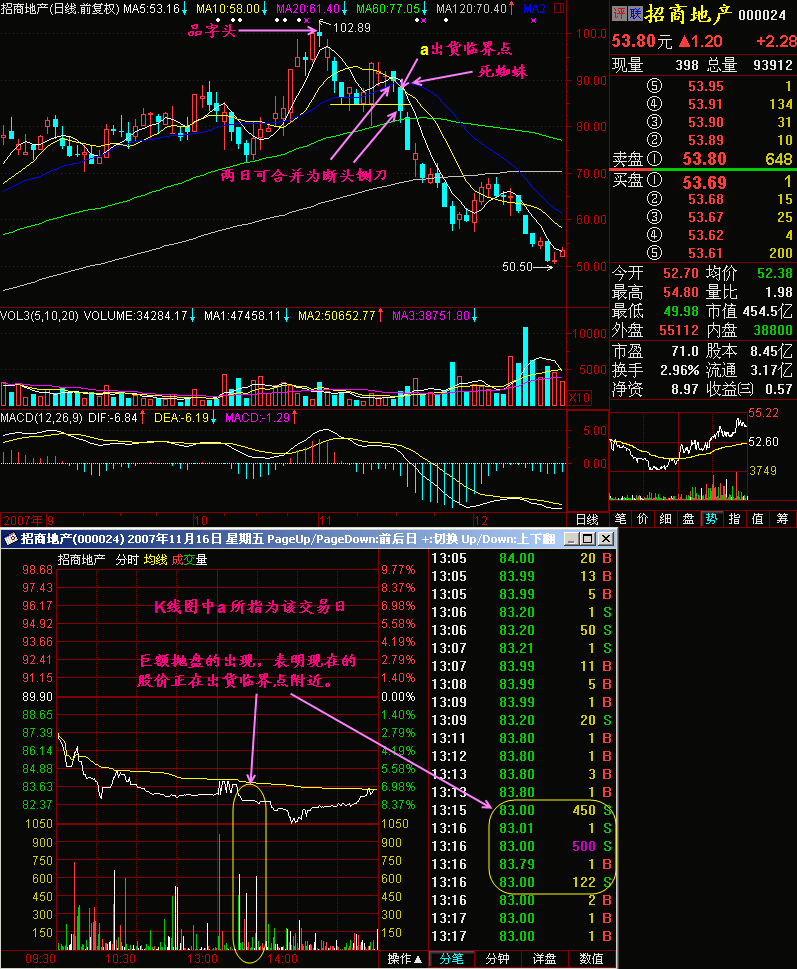 招商地产(日线.前复权) MA5:53.16↓ MA10:58.00↓ MA20:61.40↓ MA60:77.05↓ MA120:70.40↑ MA2
品字头
102.89
a出货临界点
死蜘蛛
两日可合并为断头铡刀
50.50
100.0
90.00
80.00
70.00
60.00
50.00
VOL3(5,10,20) VOLUME:34284.17↓ MA1:47458.11↓ MA2:50652.77↑ MA3:38751.80↓
10000
5000
X10
MACD(12,26,9) DIF:-6.84↑ DEA:-6.19↓ MACD:-1.29↑
6.00
0.00
2007年 9 10 11 12 日线
评 联 招商地产 000024
53.80元 ▲1.20 +2.28
现量 398 总量 93912
⑤ 53.95 1
④ 53.91 134
③ 53.90 31
② 53.89 10
卖盘① 53.80 648
买盘① 53.69 1
② 53.68 15
③ 53.67 25
④ 53.62 4
⑤ 53.61 200
今开 52.70 均价 52.38
最高 54.80 量比 1.98
最低 49.98 市值 454.5亿
外盘 55112 内盘 38800
市盈 71.0 股本 8.45亿
换手 2.96% 流通 3.17亿
净资 8.97 收益㈢ 0.57
55.22
52.60
3749
笔 价 细 盘 势 指 值 筹
招商地产(000024) 2007年11月16日 星期五 PageUp/PageDown:前后日 +:切换 Up/Down:上下翻
招商地产 分时 均线 成交量
K线图中a所指为该交易日
巨额抛盘的出现，表明现在的
股价正在出货临界点附近。
98.68 9.77%
97.43 8.37%
96.17 6.98%
94.92 5.58%
93.66 4.19%
92.41 2.79%
91.15 1.40%
89.90 0.00%
88.65 1.40%
87.39 2.79%
86.14 4.19%
84.88 5.58%
83.63 6.98%
82.37 8.37%
1050 1050
900 900
750 750
600 600
450 450
300 300
150 150
09:30 10:30 13:00 14:00 操作▲
13:05 84.00 20 B
13:05 83.99 13 B
13:05 83.99 5 B
13:06 83.20 1 S
13:06 83.20 50 S
13:07 83.21 1 S
13:07 83.99 11 B
13:08 83.99 5 B
13:09 83.99 1 B
13:09 83.20 20 S
13:11 83.80 1 B
13:12 83.80 1 B
13:13 83.80 3 B
13:13 83.80 1 B
13:15 83.00 450 S
13:16 83.01 1 S
13:16 83.00 500 S
13:16 83.79 1 B
13:16 83.00 122 S
13:16 83.00 2 B
13:17 83.00 1 B
13:17 83.00 1 B
分笔 分钟 详盘 数值